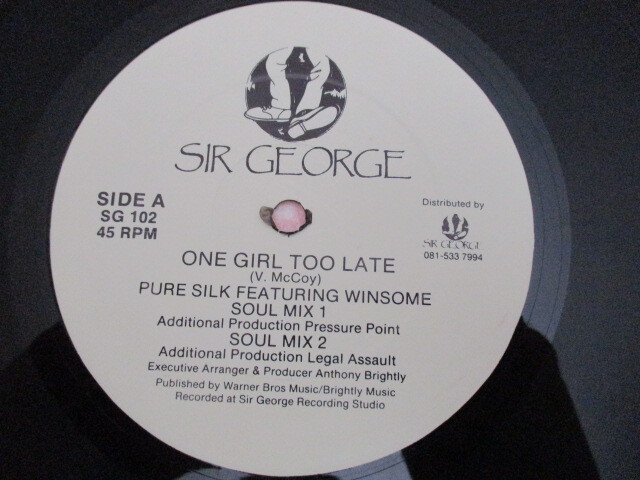 SIR GEORGE
SIDE A
SG 102
45 RPM
Distributed by
SIR GEORGE
081-533 7994
ONE GIRL TOO LATE
(V. McCoy)
PURE SILK FEATURING WINSOME
SOUL MIX 1
Additional Production Pressure Point
SOUL MIX 2
Additional Production Legal Assault
Executive Arranger & Producer Anthony Brightly
Published by Warner Bros Music/Brightly Music
Recorded at Sir George Recording Studio